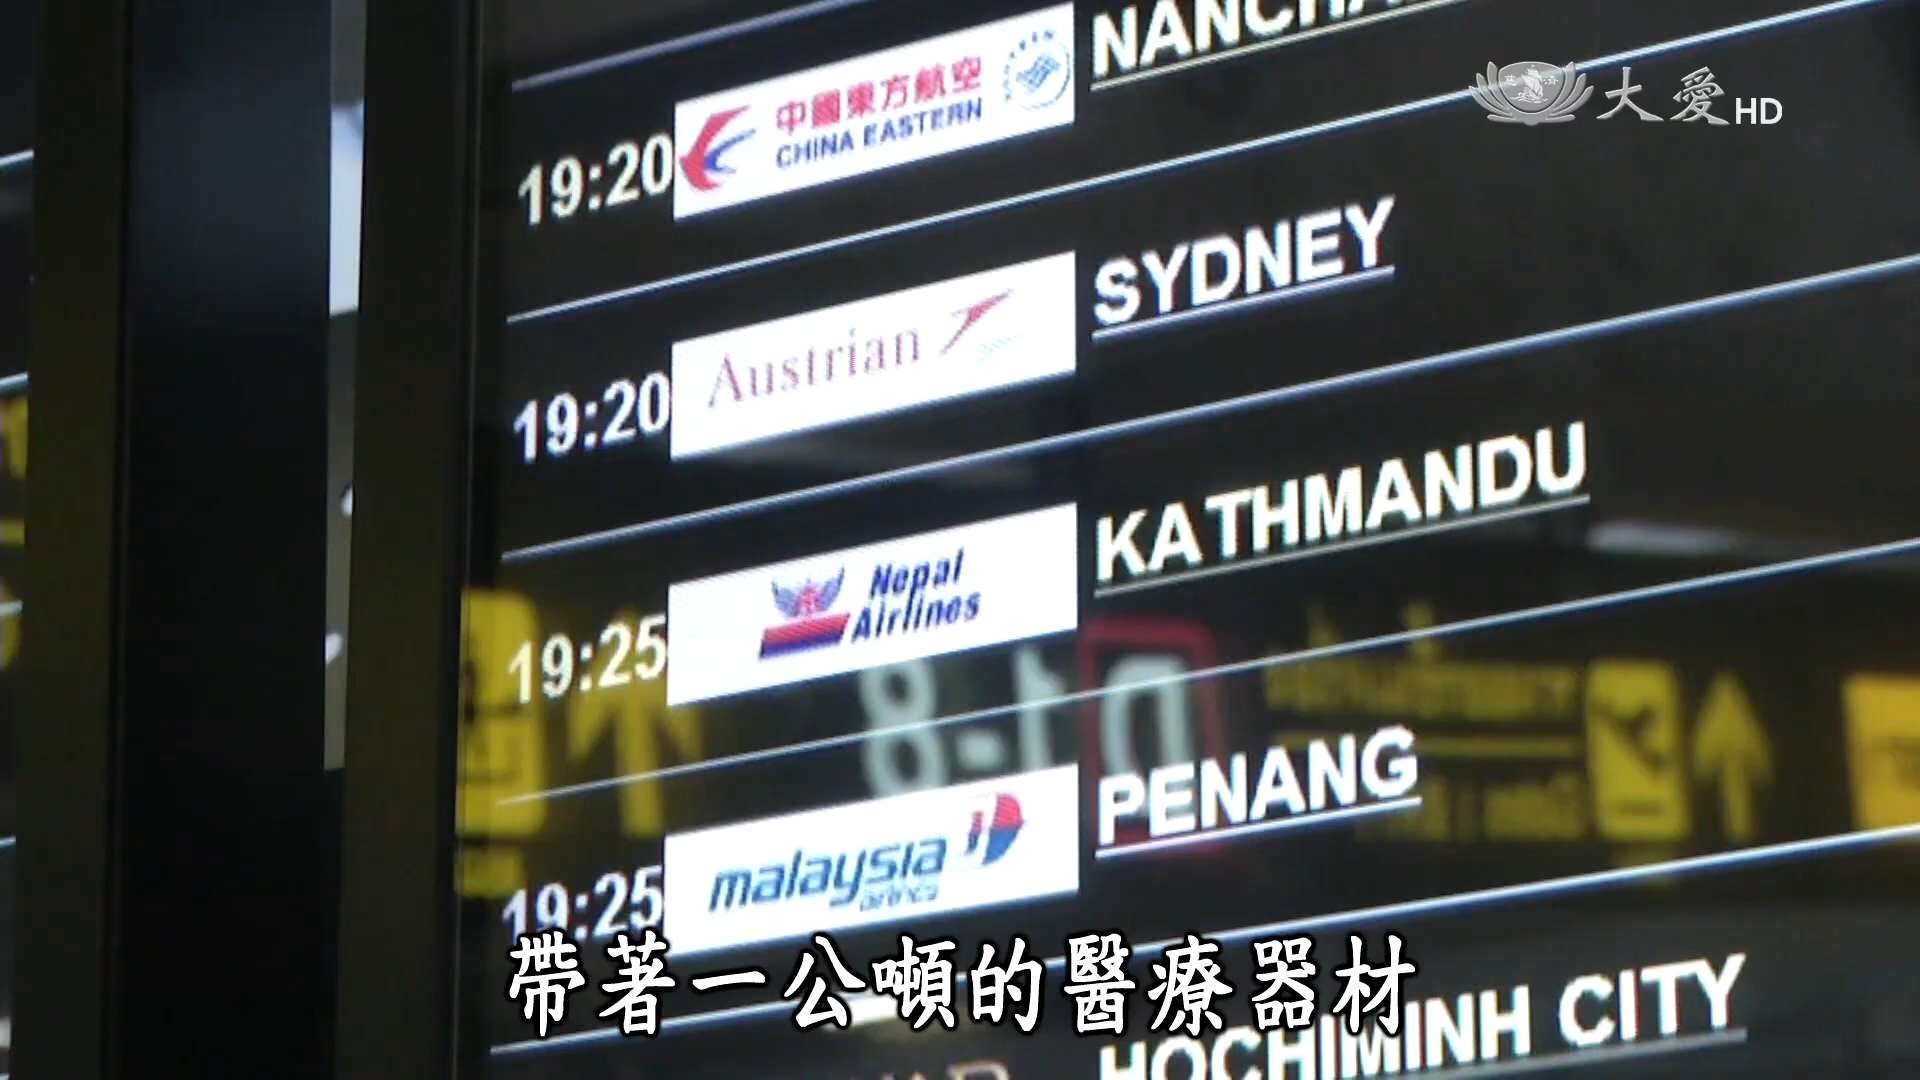 大愛HD
NANCHA
19:20
中國東方航空
CHINA EASTERN
SYDNEY
19:20
Austrian
KATHMANDU
19:25
Nepal
Airlines
PENANG
19:25
malaysia
airlines
帶著一公噸的醫療器材
HOCHIMINH CITY